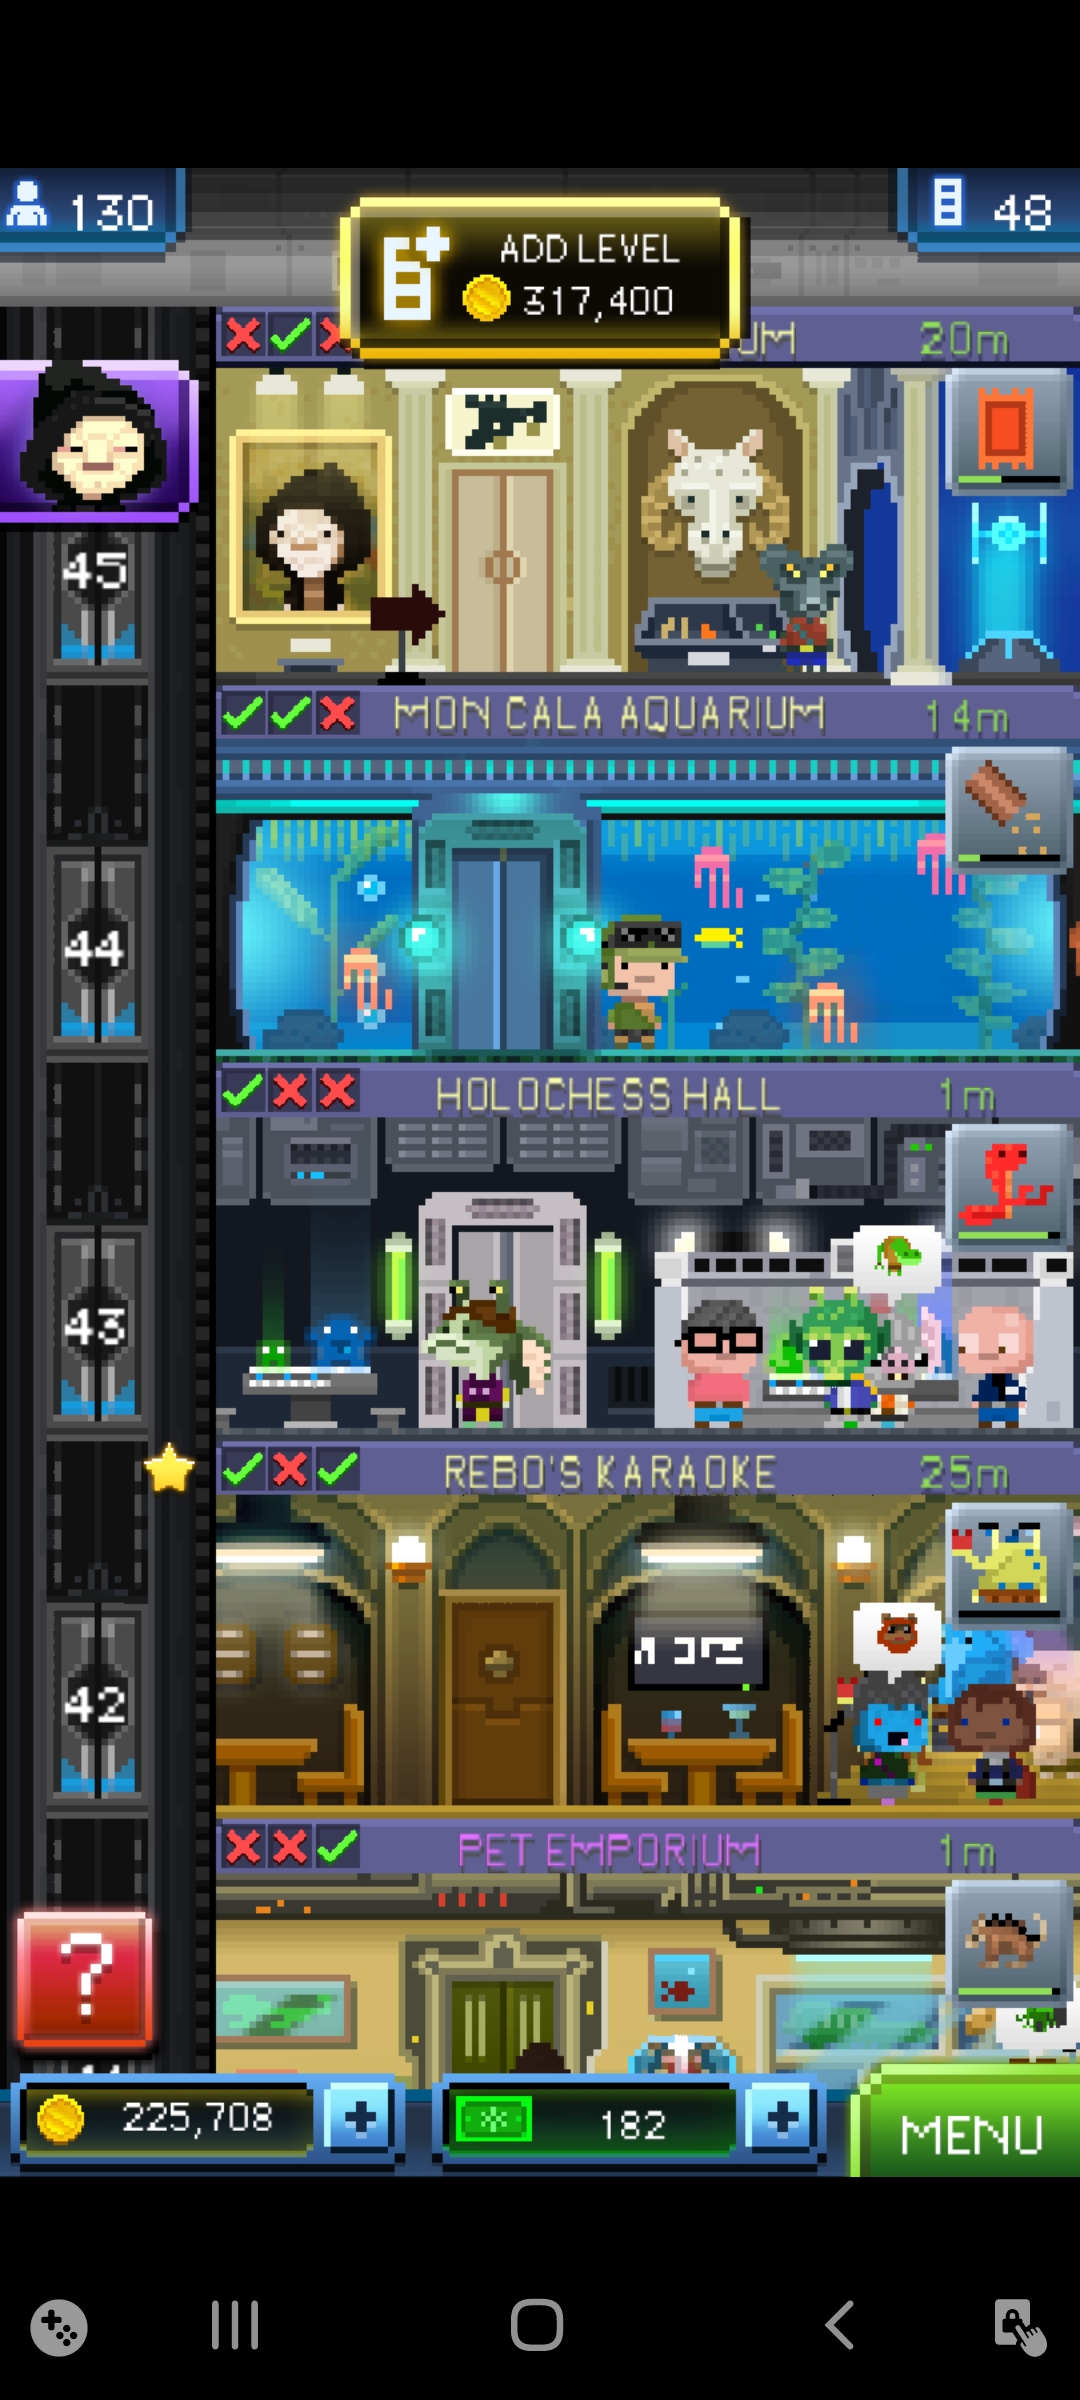 130
48
ADD LEVEL
317,400
UM 20m
45
MON CALA AQUARIUM 14m
44
HOLOCHESS HALL 1m
43
REBO'S KARAOKE 25m
42
PET EMPORIUM 1m
?
225,708 +
182 +
MENU